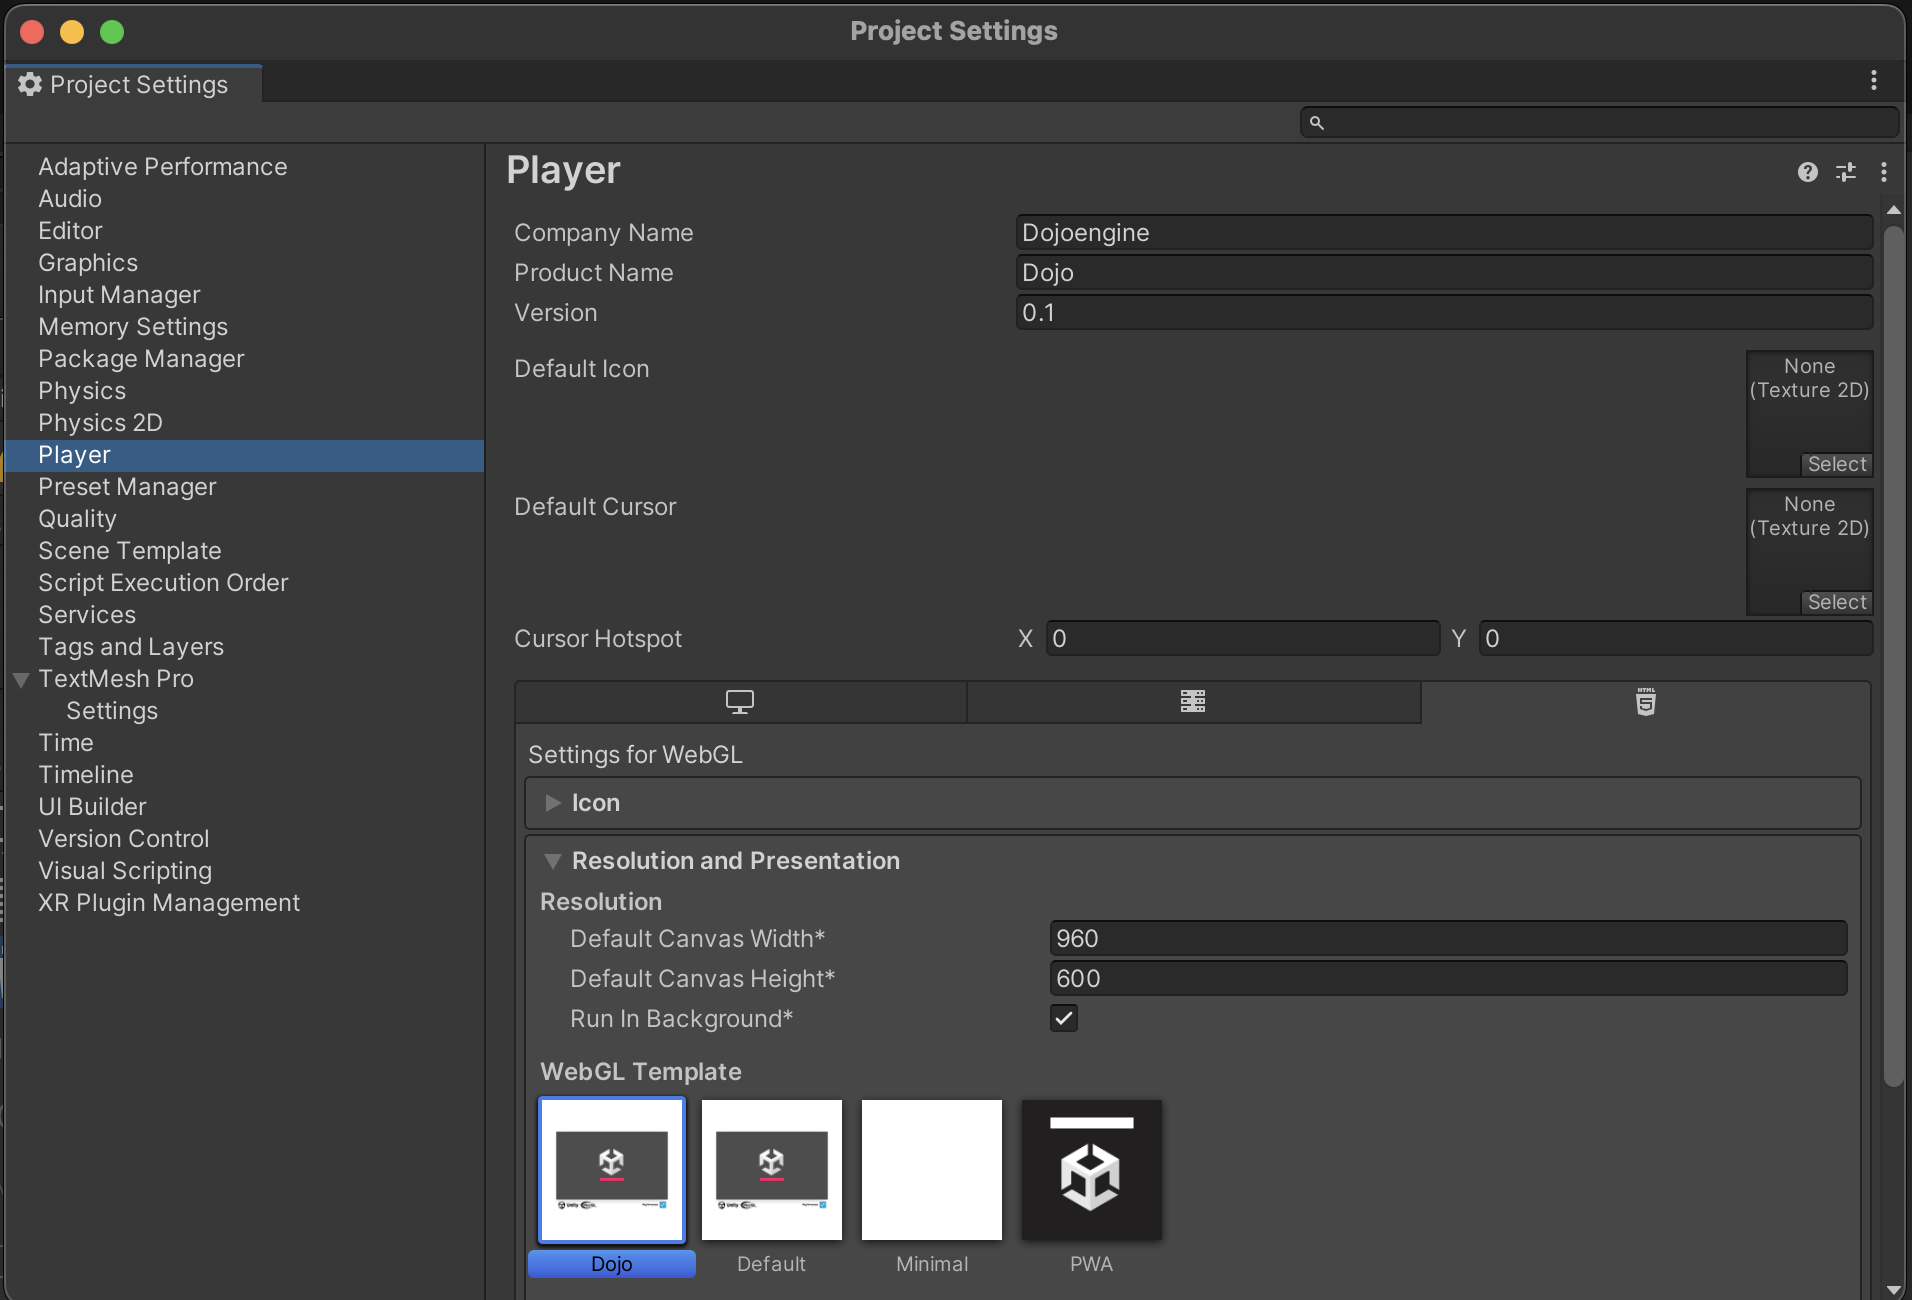 Project Settings
Project Settings
Adaptive Performance
Audio
Editor
Graphics
Input Manager
Memory Settings
Package Manager
Physics
Physics 2D
Player
Preset Manager
Quality
Scene Template
Script Execution Order
Services
Tags and Layers
TextMesh Pro
Settings
Time
Timeline
UI Builder
Version Control
Visual Scripting
XR Plugin Management
Player
Company Name Dojoengine
Product Name Dojo
Version 0.1
Default Icon
None
(Texture 2D)
Select
Default Cursor
None
(Texture 2D)
Select
Cursor Hotspot X 0 Y 0
HTML
5
Settings for WebGL
Icon
Resolution and Presentation
Resolution
Default Canvas Width* 960
Default Canvas Height* 600
Run In Background*
WebGL Template
Dojo Default Minimal PWA